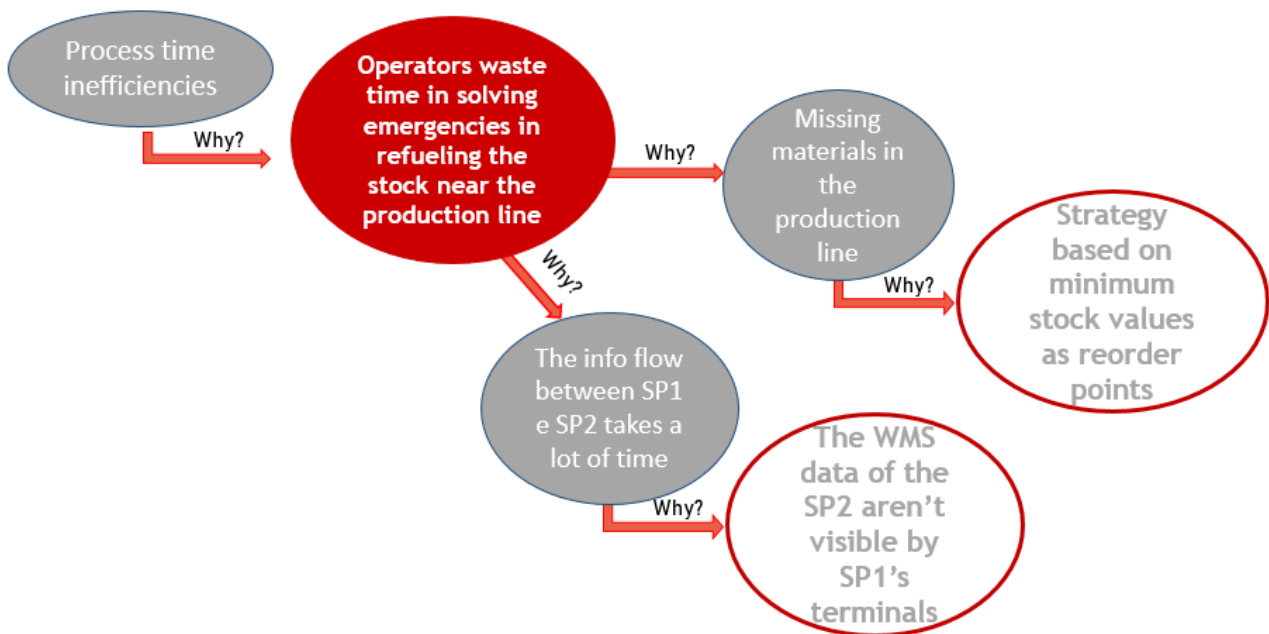 Process time
inefficiencies
Why?
Operators waste
time in solving
emergencies in
refueling the
stock near the
production line
Why?
Missing
materials in
the
production
line
Why?
Strategy
based on
minimum
stock values
as reorder
points
Why?
The info flow
between SP1
e SP2 takes a
lot of time
Why?
The WMS
data of the
SP2 aren’t
visible by
SP1’s
terminals